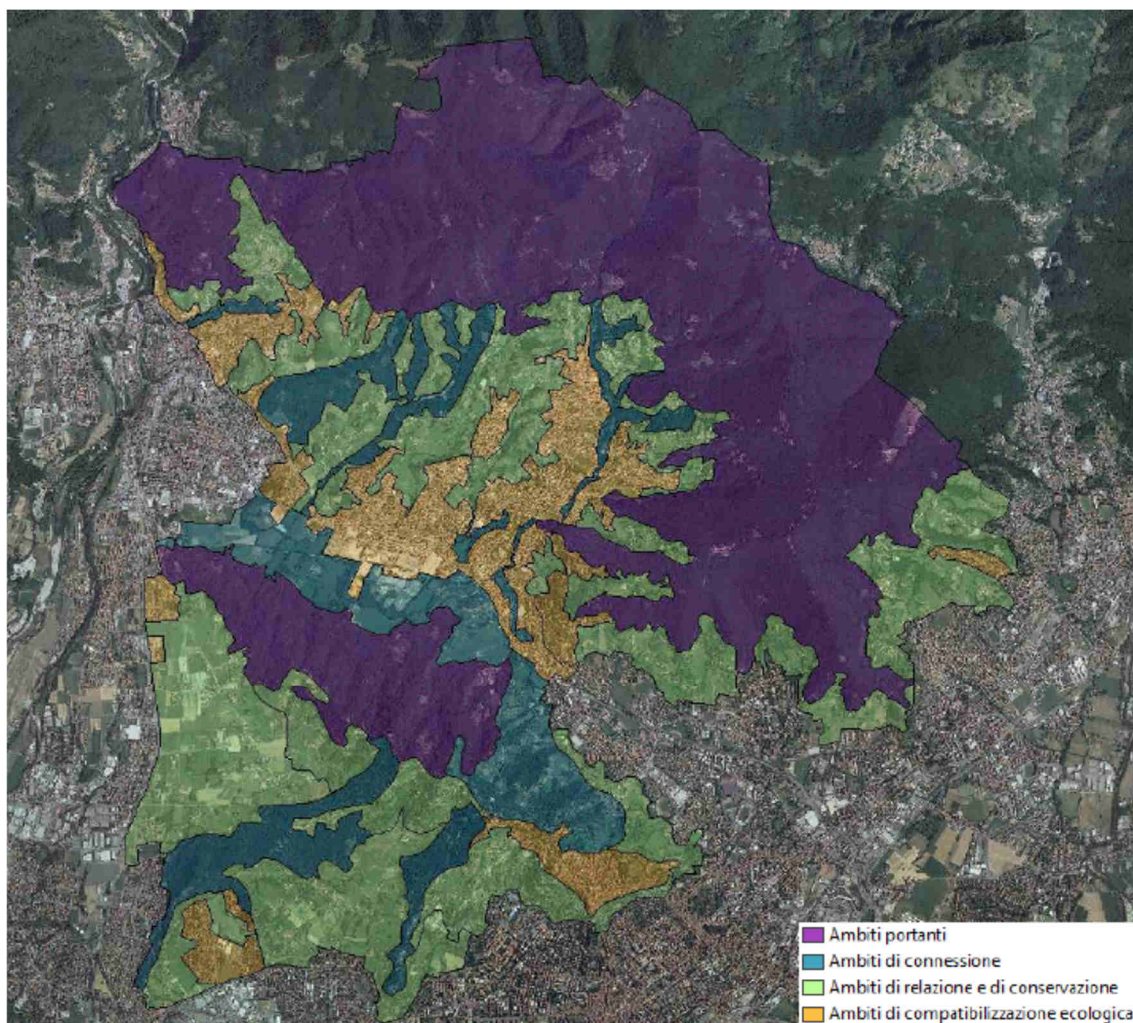 Ambiti portanti
Ambiti di connessione
Ambiti di relazione e di conservazione
Ambiti di compatibilizzazione ecologica